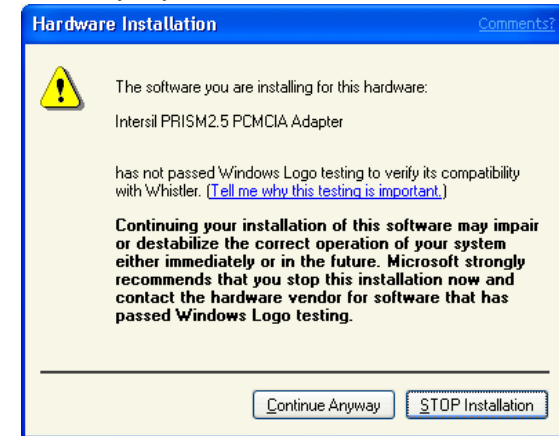 Hardware Installation Comments?
The software you are installing for this hardware:
Intersil PRISM2.5 PCMCIA Adapter
has not passed Windows Logo testing to verify its compatibility
with Whistler. (Tell me why this testing is important.)
Continuing your installation of this software may impair
or destabilize the correct operation of your system
either immediately or in the future. Microsoft strongly
recommends that you stop this installation now and
contact the hardware vendor for software that has
passed Windows Logo testing.
Continue Anyway STOP Installation